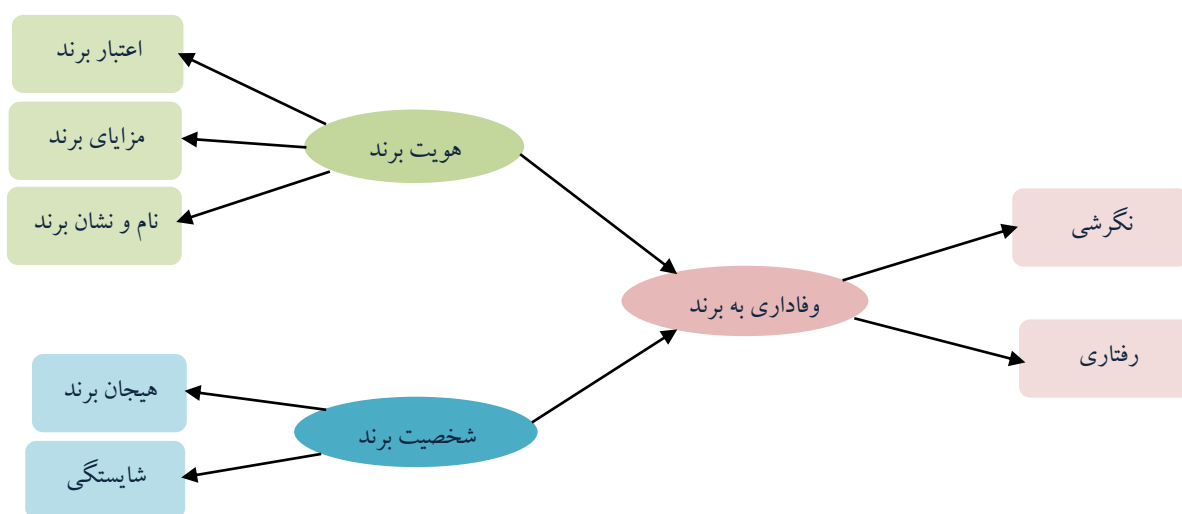 اعتبار برند
مزایای برند
نام و نشان برند
هویت برند
نگرشی
وفاداری به برند
رفتاری
هیجان برند
شایستگی
شخصیت برند